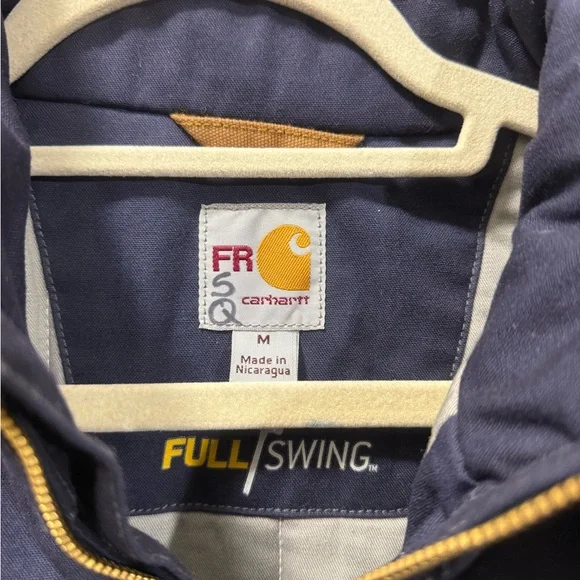 FR
SQ
carhartt
M
Made in
Nicaragua
FULL/SWING™